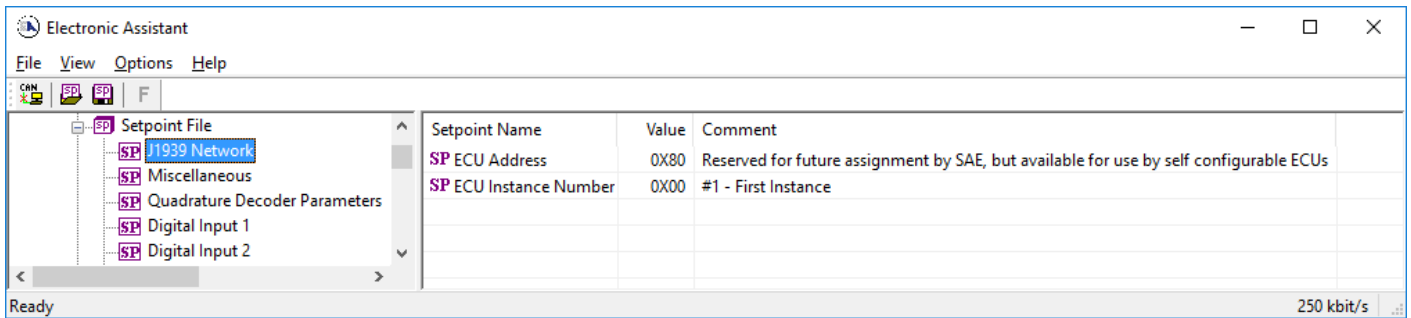 Electronic Assistant
File View Options Help
CAN SP SP F
SP Setpoint File
SP J1939 Network
SP Miscellaneous
SP Quadrature Decoder Parameters
SP Digital Input 1
SP Digital Input 2
Setpoint Name Value Comment
SP ECU Address 0X80 Reserved for future assignment by SAE, but available for use by self configurable ECUs
SP ECU Instance Number 0X00 #1 - First Instance
Ready 250 kbit/s